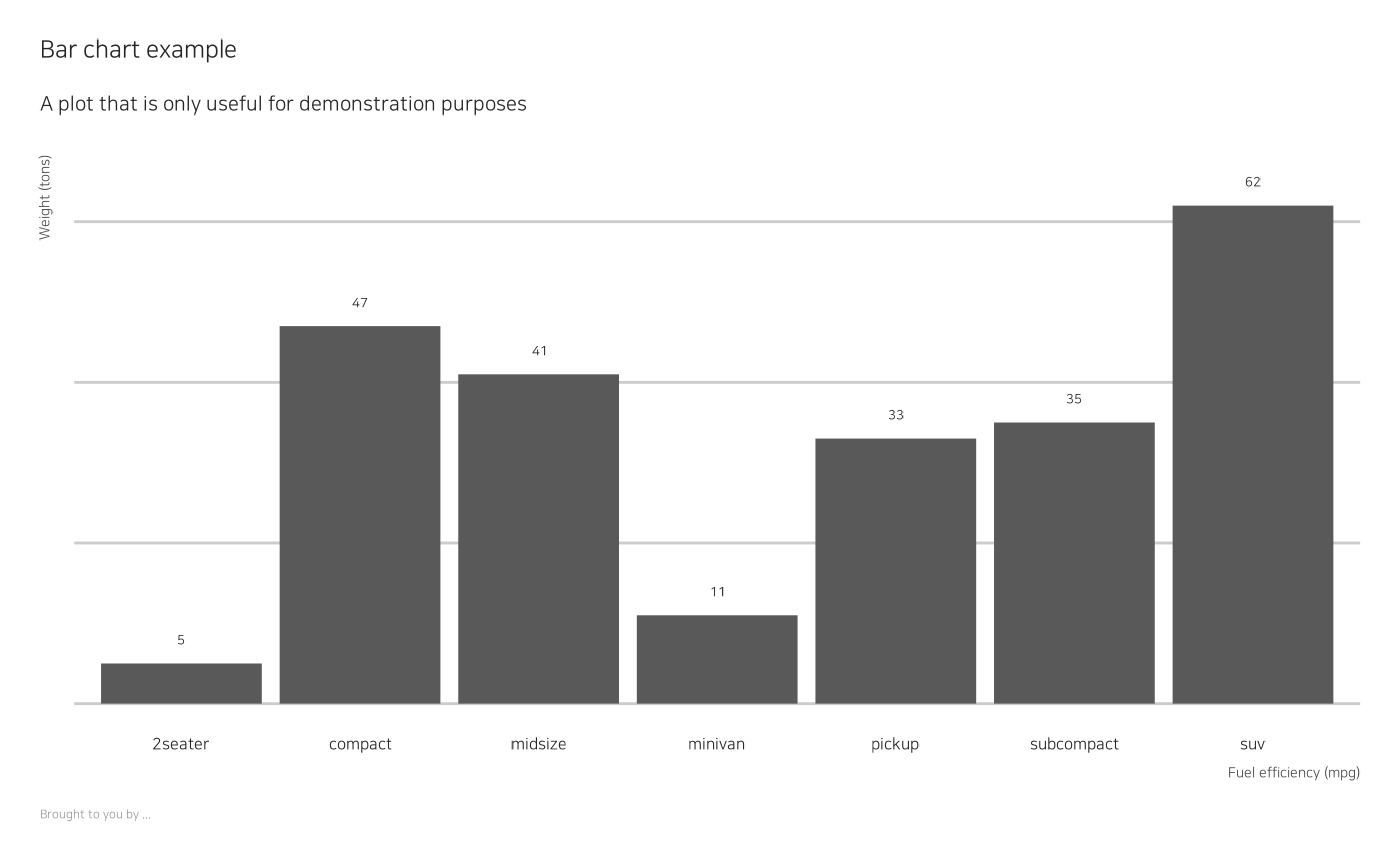 Bar chart example
A plot that is only useful for demonstration purposes
Weight (tons)
62
47
41
35
33
11
5
2seater compact midsize minivan pickup subcompact suv
Fuel efficiency (mpg)
Brought to you by ...